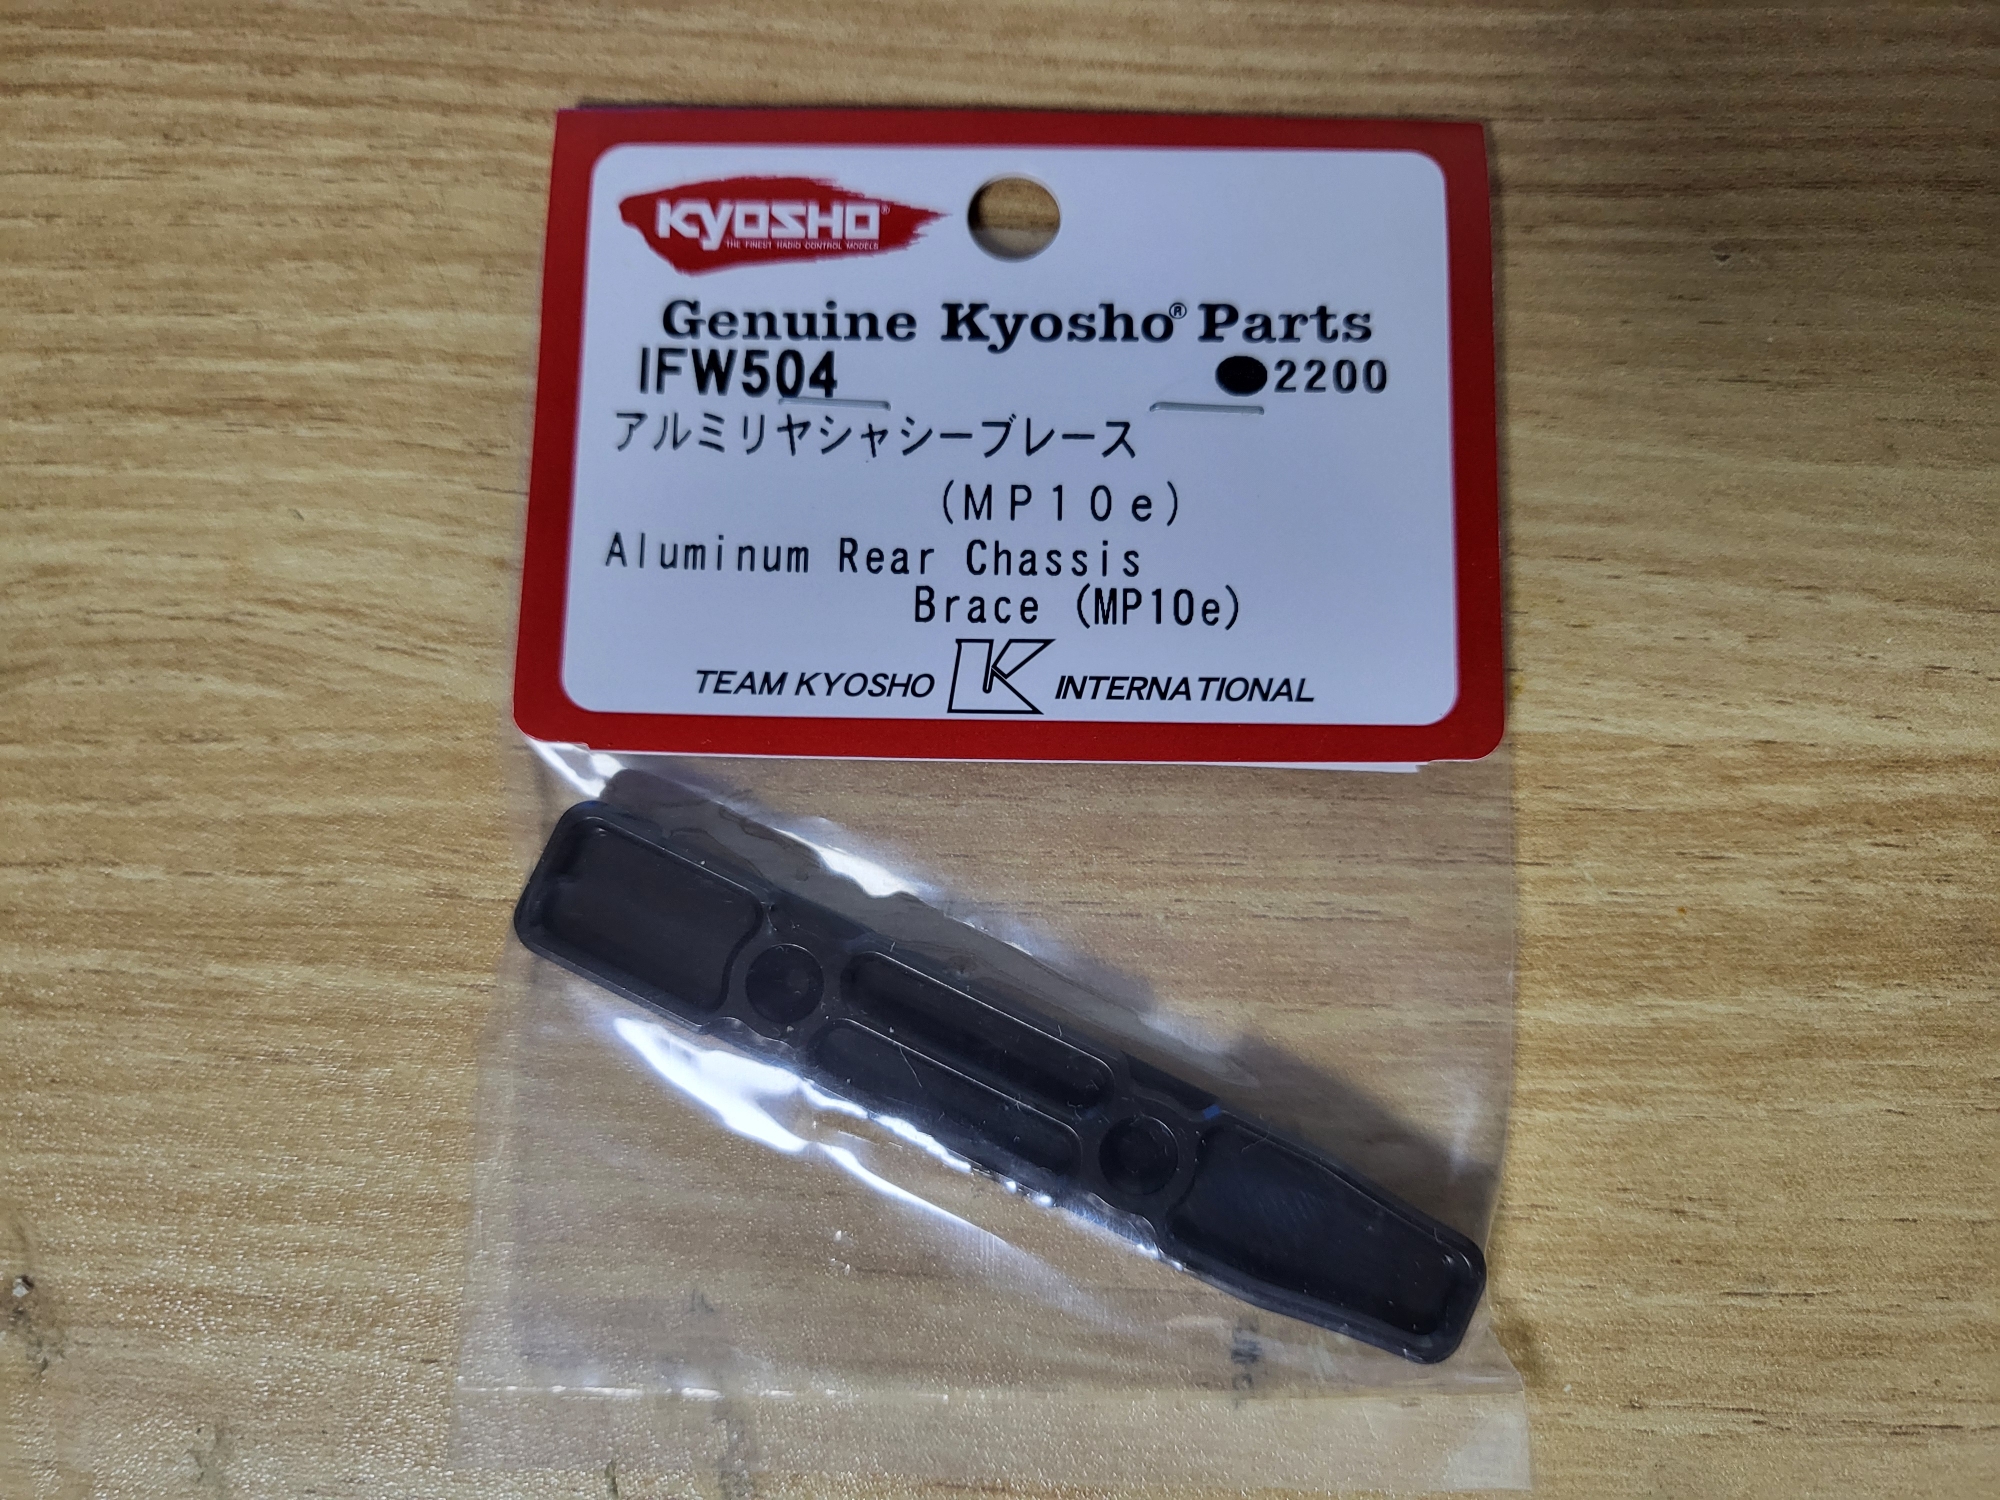 KYOSHO®
THE FINEST RADIO CONTROL MODELS
Genuine Kyosho® Parts
IFW504 ●2200
アルミリヤシャシーブレース
(MP10e)
Aluminum Rear Chassis
Brace (MP10e)
TEAM KYOSHO K INTERNATIONAL